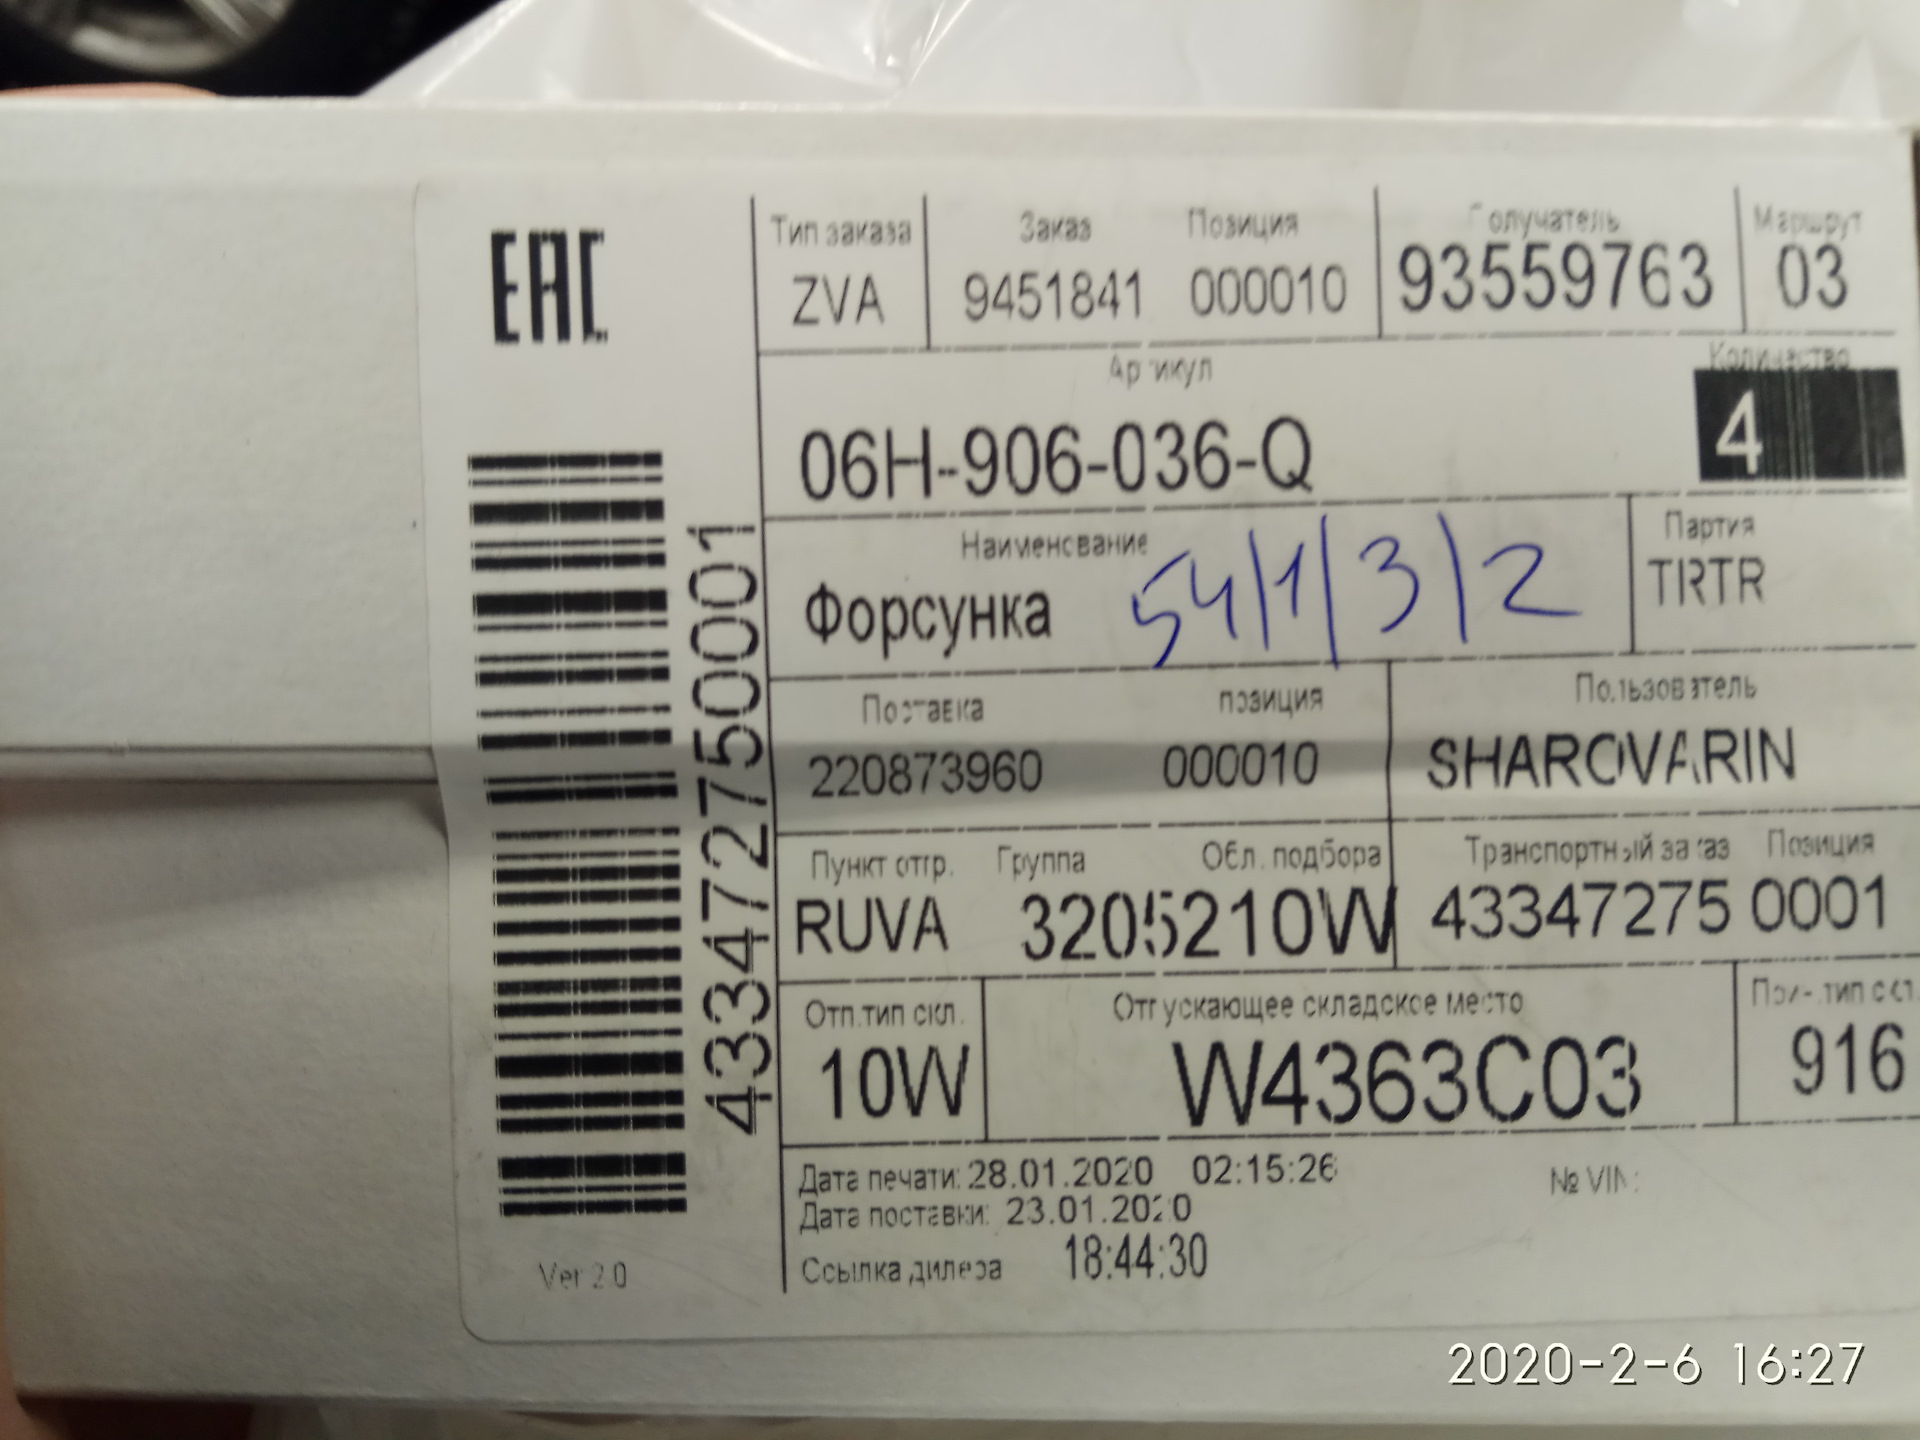 EAC
Тип заказа Заказ Позиция Получатель Маршрут
ZVA 9451841 000010 93559763 03
Артикул Количество
06H-906-036-Q 4
Наименование Партия
Форсунка 54/1/3/2 TRTR
Поставка позиция Пользователь
220873960 000010 SHAROVARIN
Пункт отгр. Группа Обл. подбора Транспортный заказ Позиция
RUVA 3205210W 43347275 0001
Отп.тип скл. Отпускающее складское место При-.тип скл.
10W W4363C03 916
Дата печати: 28.01.2020 02:15:26 № VIN:
Дата поставки: 23.01.2020
Ссылка дилера 18:44:30
433472750001
Ver 2.0
2020-2-6 16:27